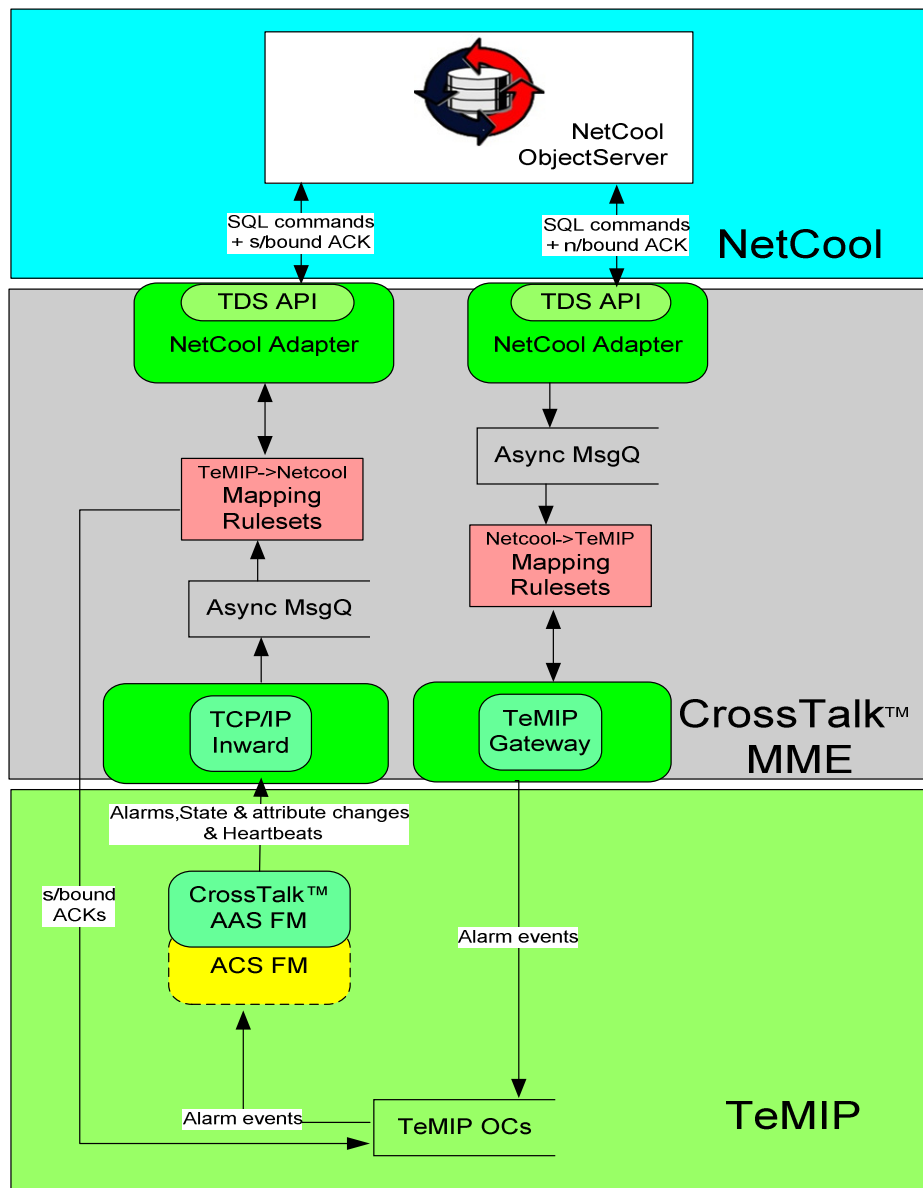 NetCool
ObjectServer
SQL commands
+ s/bound ACK
SQL commands
+ n/bound ACK
NetCool
TDS API
NetCool Adapter
TDS API
NetCool Adapter
Async MsgQ
TeMIP->Netcool
Mapping
Rulesets
Netcool->TeMIP
Mapping
Rulesets
Async MsgQ
TCP/IP
Inward
TeMIP
Gateway
CrossTalk™
MME
Alarms,State & attribute changes
& Heartbeats
s/bound
ACKs
CrossTalk™
AAS FM
ACS FM
Alarm events
Alarm events
TeMIP OCs
TeMIP